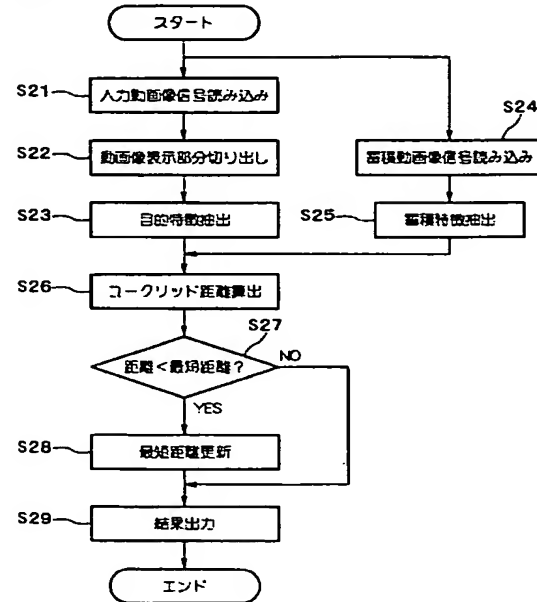 スタート
S21
入力動画像信号読み込み
S24
S22
動画像表示部分切り出し
蓄積動画像信号読み込み
S23
目的特徴抽出
S25
蓄積特徴抽出
S26
ユークリッド距離算出
S27
距離<最短距離?
NO
YES
S28
最短距離更新
S29
結果出力
エンド